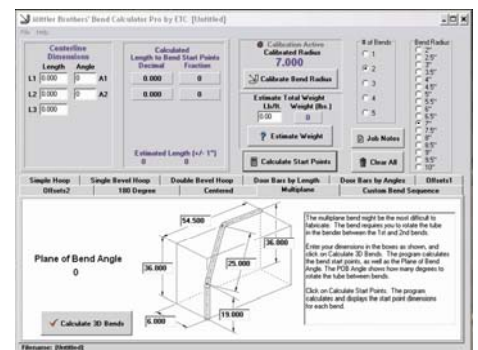 Mittler Brothers' Bend Calculator Pro by ETC [Untitled]
File Help
Centerline
Dimensions
Length Angle
L1 0.000 0 A1
L2 0.000 0 A2
L3 0.000
Calculated
Length to Bend Start Points
Decimal Fraction
0.000 0
0.000 0
Estimated Length (+/- 1")
0 0
Calibration Active
Calibrated Radius
7.000
Calibrate Bend Radius
Estimate Total Weight
Lb/ft. Weight (lbs.)
0.00 0
Estimate Weight
Calculate Start Points
# of Bends
1
2
3
4
5
Job Notes
Clear All
Bend Radius
2"
2.5"
3"
3.5"
4"
4.5"
5"
5.5"
6"
6.5"
7"
7.5"
8"
8.5"
9"
9.5"
10"
Simple Hoop Single Bevel Hoop Double Bevel Hoop Door Bars by Length Door Bars by Angles Offsets1
Offsets2 180 Degree Centered Multiplane Custom Bend Sequence
Plane of Bend Angle
0
Calculate 3D Bends
54.500
36.000
36.000
25.000
19.000
6.000
The multiplane bend might be the most difficult to
fabricate. The bend requires you to rotate the tube
in the bender between the 1st and 2nd bends.
Enter your dimensions in the boxes as shown, and
click on Calculate 3D Bends. The program calculates
the bend start points, as well as the Plane of Bend
Angle. The POB Angle shows how many degrees to
rotate the tube between bends.
Click on Calculate Start Points. The program
calculates and displays the start point dimensions
for each bend.
Filename: [Untitled]